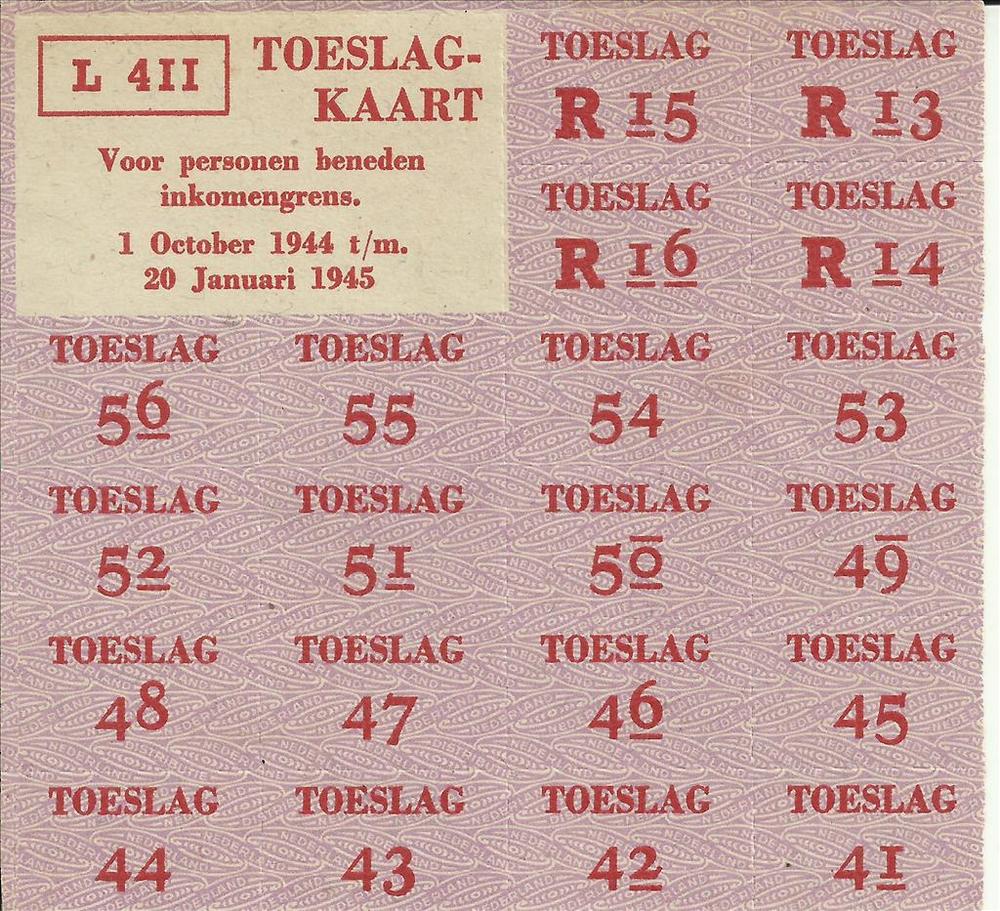 L 411
TOESLAG-
KAART
Voor personen beneden
inkomengrens.
1 October 1944 t/m.
20 Januari 1945
TOESLAG TOESLAG
R 15 R 13
TOESLAG TOESLAG
R 16 R 14
TOESLAG TOESLAG TOESLAG TOESLAG
56 55 54 53
TOESLAG TOESLAG TOESLAG TOESLAG
52 51 50 49
TOESLAG TOESLAG TOESLAG TOESLAG
48 47 46 45
TOESLAG TOESLAG TOESLAG TOESLAG
44 43 42 41